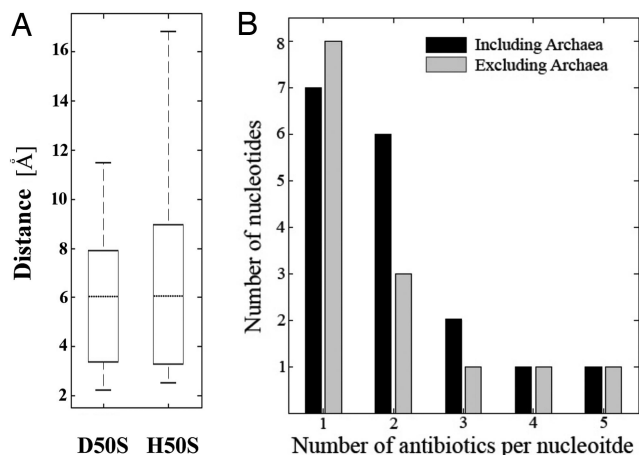 A
16
14
12
10
8
6
4
2
Distance [Å]
D50S H50S
B
8
7
6
5
4
3
2
1
Number of nucleotides
Including Archaea
Excluding Archaea
1 2 3 4 5
Number of antibiotics per nucleoitde